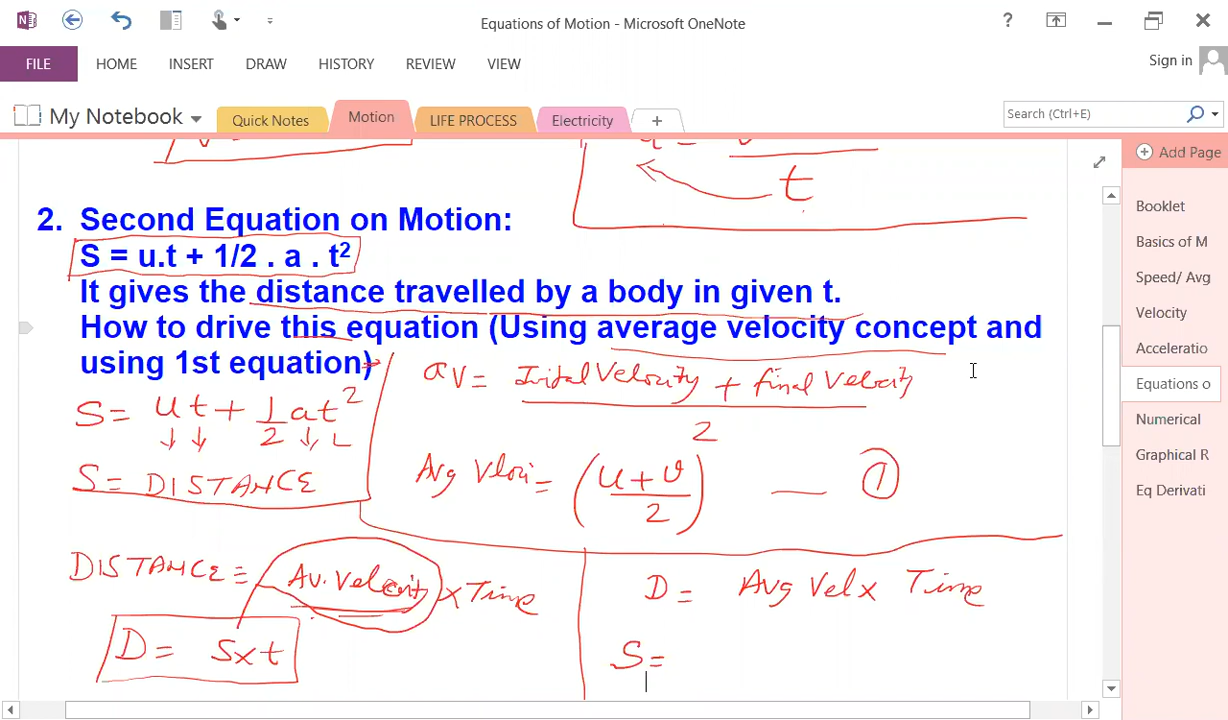 Equations of Motion - Microsoft OneNote
?
FILE HOME INSERT DRAW HISTORY REVIEW VIEW
Sign in
My Notebook
Quick Notes
Motion
LIFE PROCESS
Electricity
+
Search (Ctrl+E)
Add Page
Booklet
Basics of M
Speed/ Avg
Velocity
Acceleratio
Equations o
Numerical
Graphical R
Eq Derivati
t
2. Second Equation on Motion:
S = u.t + 1/2 . a . t²
It gives the distance travelled by a body in given t.
How to drive this equation (Using average velocity concept and
using 1st equation)
av = Inital Velocity + final Velocity
2
S = ut + 1/2 at²
S = DISTANCE
Avg Vloci = (u + v / 2) — 1
DISTANCE = Av. Velocity × Time
D = S×t
D = Avg Vel × Time
S =